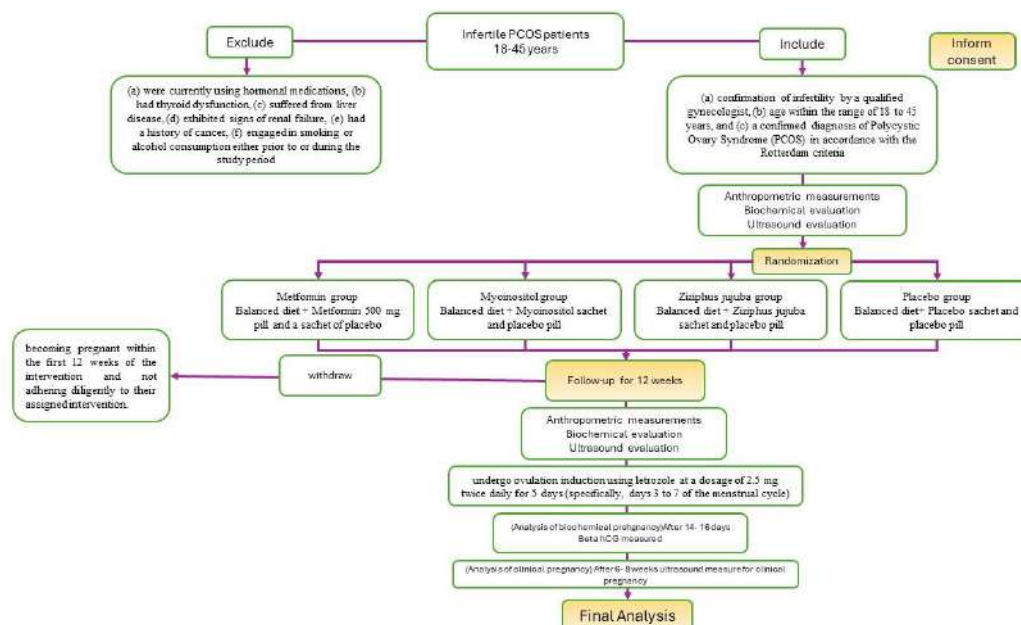 Infertile PCOS patients
18-45 years
Exclude
Include
Inform
consent
(a) were currently using hormonal medications, (b)
had thyroid dysfunction, (c) suffered from liver
disease, (d) exhibited signs of renal failure, (e) had
a history of cancer, (f) engaged in smoking or
alcohol consumption either prior to or during the
study period
(a) confirmation of infertility by a qualified
gynecologist, (b) age within the range of 18 to 45
years, and (c) a confirmed diagnosis of Polycystic
Ovary Syndrome (PCOS) in accordance with the
Rotterdam criteria
Anthropometric measurements
Biochemical evaluation
Ultrasound evaluation
Randomization
Metformin group
Balanced diet + Metformin 500 mg
pill and a sachet of placebo
Myoinositol group
Balanced diet + Myoinositol sachet
and placebo pill
Ziziphus jujuba group
Balanced diet + Ziziphus jujuba
sachet and placebo pill
Placebo group
Balanced diet+ Placebo sachet and
placebo pill
becoming pregnant within
the first 12 weeks of the
intervention and not
adhering diligently to their
assigned intervention.
withdraw
Follow-up for 12 weeks
Anthropometric measurements
Biochemical evaluation
Ultrasound evaluation
undergo ovulation induction using letrozole at a dosage of 2.5 mg
twice daily for 5 days (specifically, days 3 to 7 of the menstrual cycle)
(Analysis of biochemical prehgnancy) After 14- 16 days
Beta hCG measured
(Analysis of clinical pregnancy) After 6- 8 weeks ultrasound measure for clinical
pregnancy
Final Analysis